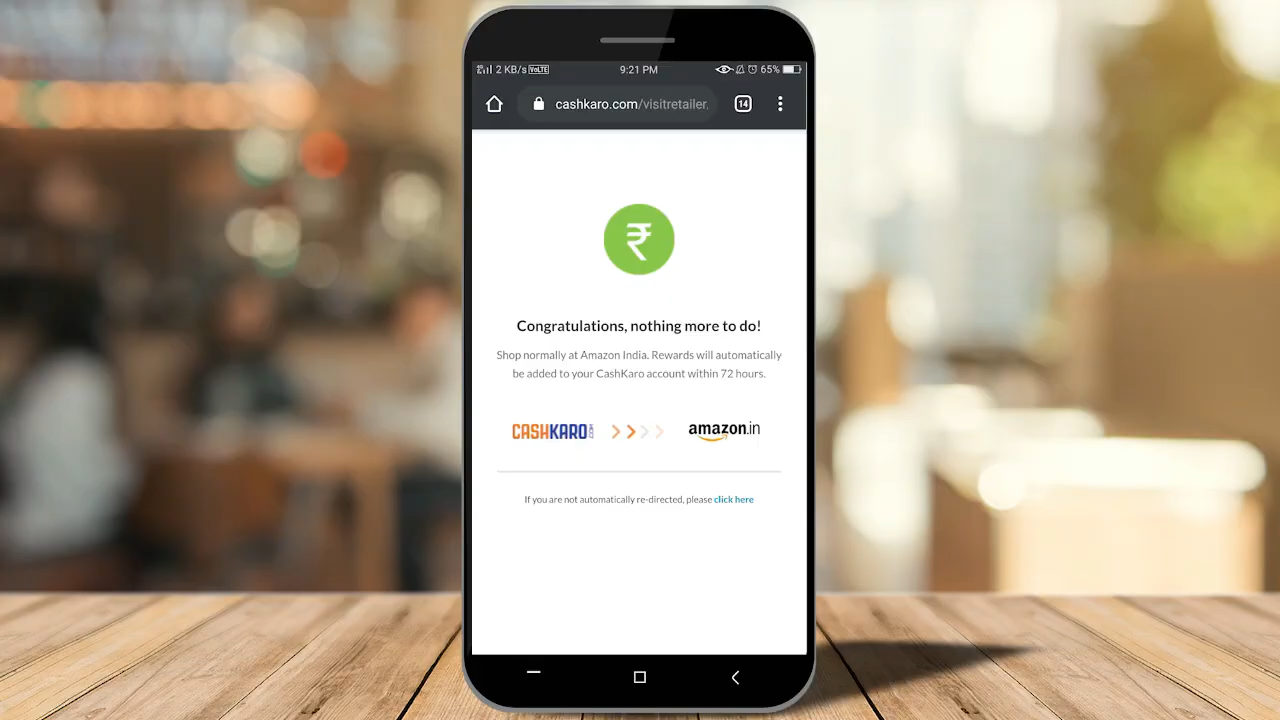 2 KB/s VoLTE 9:21 PM 65%
cashkaro.com/visitretailer.
14
₹
Congratulations, nothing more to do!
Shop normally at Amazon India. Rewards will automatically
be added to your CashKaro account within 72 hours.
CASHKARO.COM amazon.in
If you are not automatically re-directed, please click here